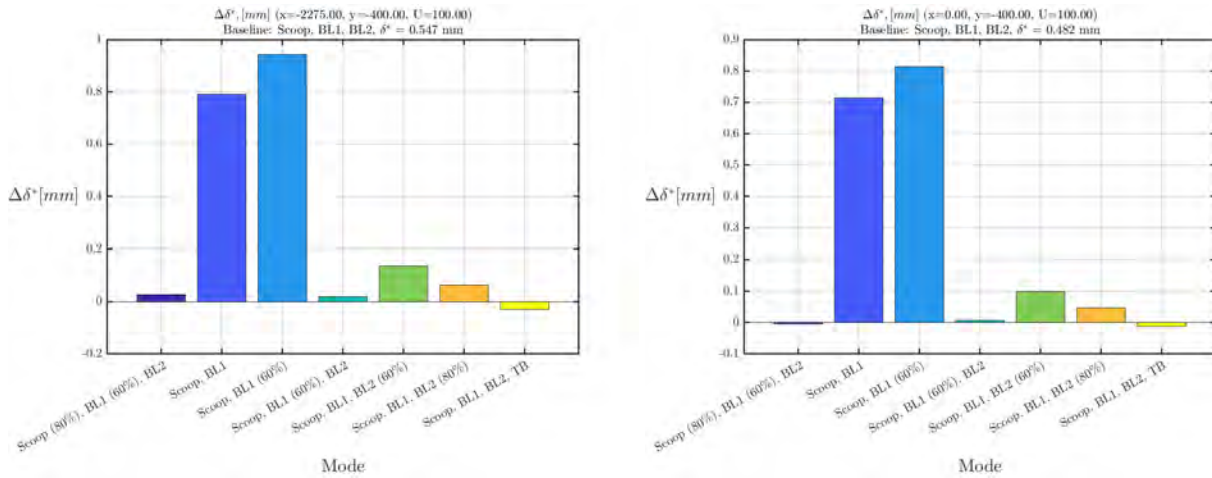 Δδ*, [mm] (x=-2275.00, y=-400.00, U=100.00)
Baseline: Scoop, BL1, BL2, δ* = 0.547 mm
1
0.8
0.6
0.4
0.2
0
-0.2
Δδ*[mm]
Scoop (80%), BL1 (60%), BL2
Scoop, BL1
Scoop, BL1 (60%)
Scoop, BL1 (60%), BL2
Scoop, BL1, BL2 (60%)
Scoop, BL1, BL2 (80%)
Scoop, BL1, BL2, TB
Mode
Δδ*, [mm] (x=0.00, y=-400.00, U=100.00)
Baseline: Scoop, BL1, BL2, δ* = 0.482 mm
0.9
0.8
0.7
0.6
0.5
0.4
0.3
0.2
0.1
0
-0.1
Δδ*[mm]
Scoop (80%), BL1 (60%), BL2
Scoop, BL1
Scoop, BL1 (60%)
Scoop, BL1 (60%), BL2
Scoop, BL1, BL2 (60%)
Scoop, BL1, BL2 (80%)
Scoop, BL1, BL2, TB
Mode